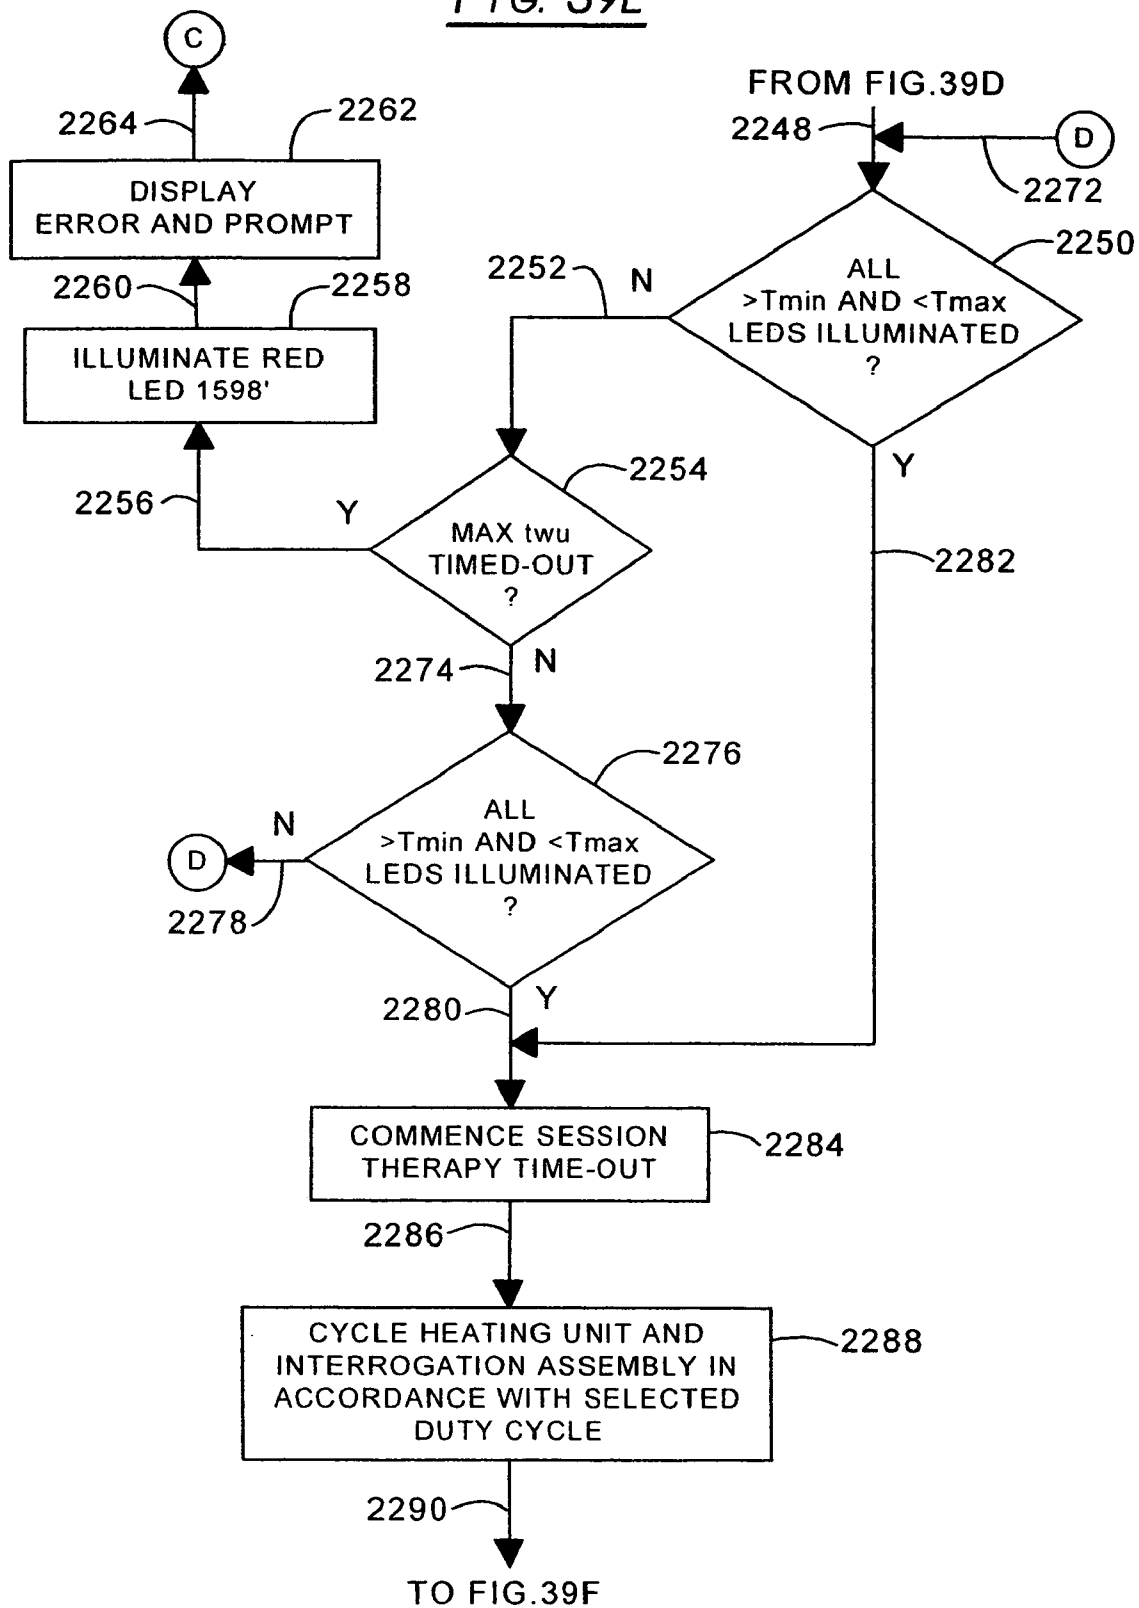 FIG. 39E
C
FROM FIG.39D
2264
2262
2248
D
DISPLAY
ERROR AND PROMPT
2272
2260
2258
2252
N
2250
ALL
>Tmin AND <Tmax
LEDS ILLUMINATED
?
ILLUMINATE RED
LED 1598'
2256
Y
2254
Y
MAX twu
TIMED-OUT
?
2282
2274
N
2276
ALL
>Tmin AND <Tmax
LEDS ILLUMINATED
?
N
D
2278
2280
Y
COMMENCE SESSION
THERAPY TIME-OUT
2284
2286
CYCLE HEATING UNIT AND
INTERROGATION ASSEMBLY IN
ACCORDANCE WITH SELECTED
DUTY CYCLE
2288
2290
TO FIG.39F